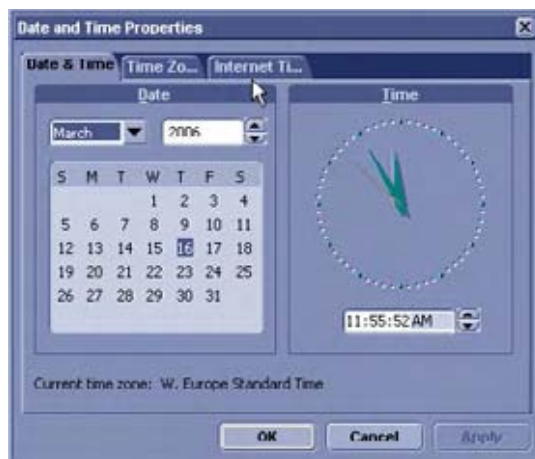 Date and Time Properties
Date & Time Time Zo... Internet Ti...
Date
March 2006
S M T W T F S
1 2 3 4
5 6 7 8 9 10 11
12 13 14 15 16 17 18
19 20 21 22 23 24 25
26 27 28 29 30 31
Time
11:55:52 AM
Current time zone: W. Europe Standard Time
OK Cancel Apply